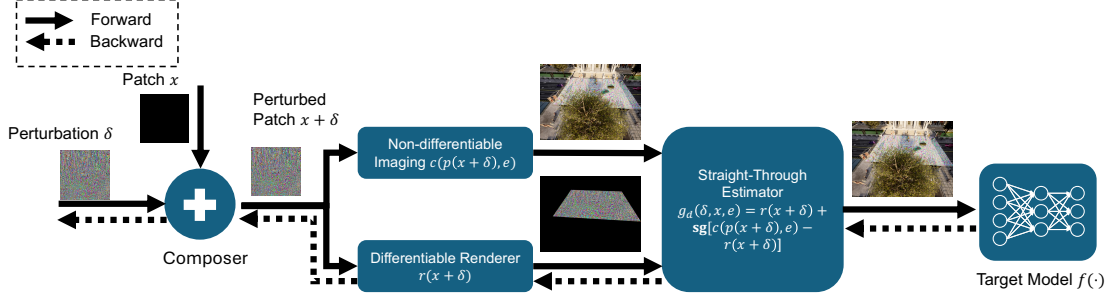 Forward
Backward
Patch x
Perturbation δ
Perturbed
Patch x + δ
Composer
Non-differentiable
Imaging c(p(x + δ), e)
Differentiable Renderer
r(x + δ)
Straight-Through
Estimator
g_d(δ, x, e) = r(x + δ) +
sg[c(p(x + δ), e) −
r(x + δ)]
Target Model f(·)